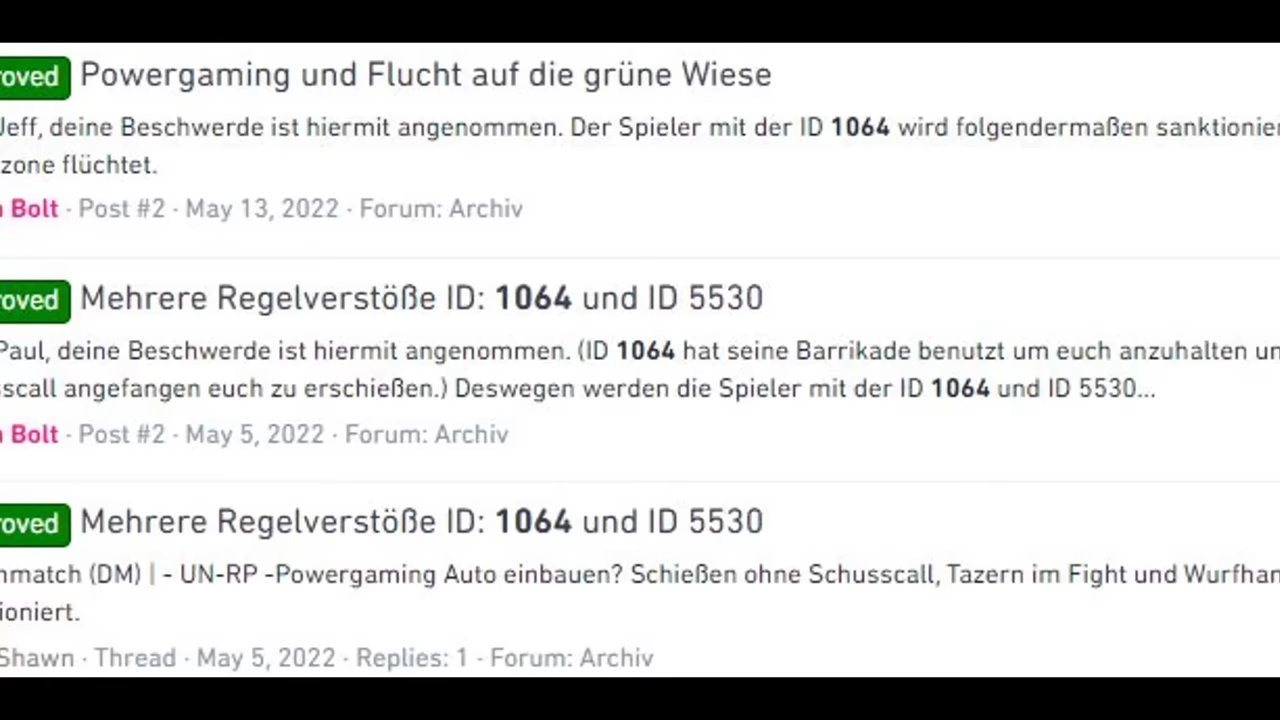 roved Powergaming und Flucht auf die grüne Wiese
Jeff, deine Beschwerde ist hiermit angenommen. Der Spieler mit der ID 1064 wird folgendermaßen sanktionier
zone flüchtet.
Bolt · Post #2 · May 13, 2022 · Forum: Archiv
roved Mehrere Regelverstöße ID: 1064 und ID 5530
Paul, deine Beschwerde ist hiermit angenommen. (ID 1064 hat seine Barrikade benutzt um euch anzuhalten un
sscall angefangen euch zu erschießen.) Deswegen werden die Spieler mit der ID 1064 und ID 5530...
Bolt · Post #2 · May 5, 2022 · Forum: Archiv
roved Mehrere Regelverstöße ID: 1064 und ID 5530
hmatch (DM) | - UN-RP -Powergaming Auto einbauen? Schießen ohne Schusscall, Tazern im Fight und Wurfhan
ioniert.
Shawn · Thread · May 5, 2022 · Replies: 1 · Forum: Archiv